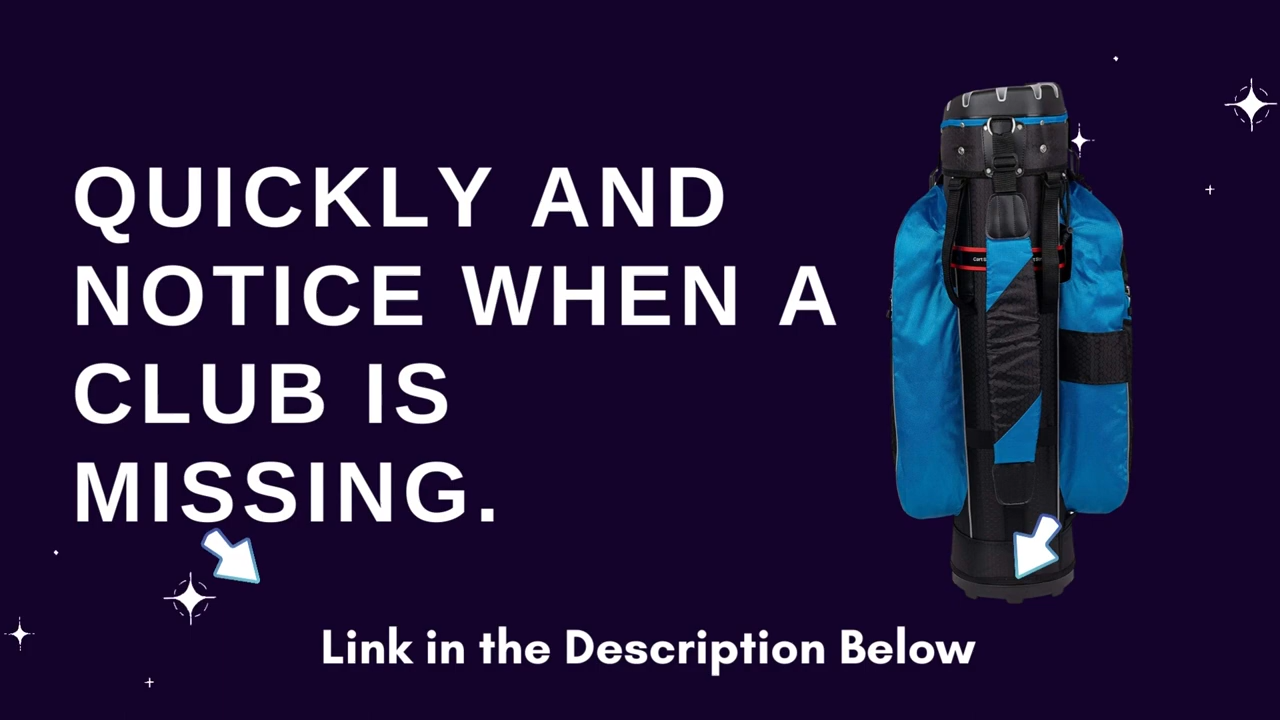 QUICKLY AND
NOTICE WHEN A
CLUB IS
MISSING.
Link in the Description Below